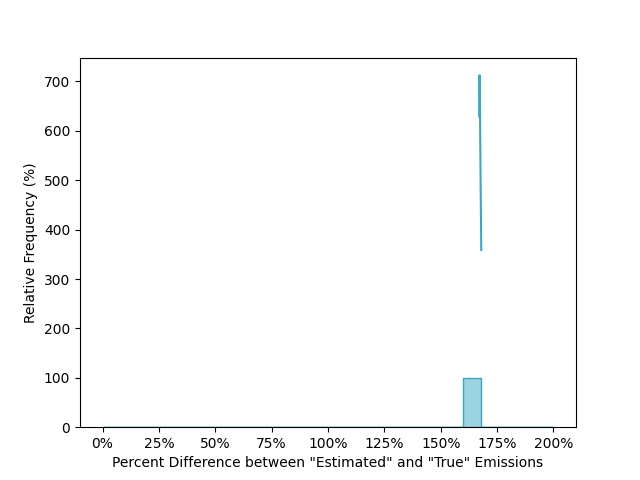 Relative Frequency (%)
700
600
500
400
300
200
100
0
0% 25% 50% 75% 100% 125% 150% 175% 200%
Percent Difference between "Estimated" and "True" Emissions